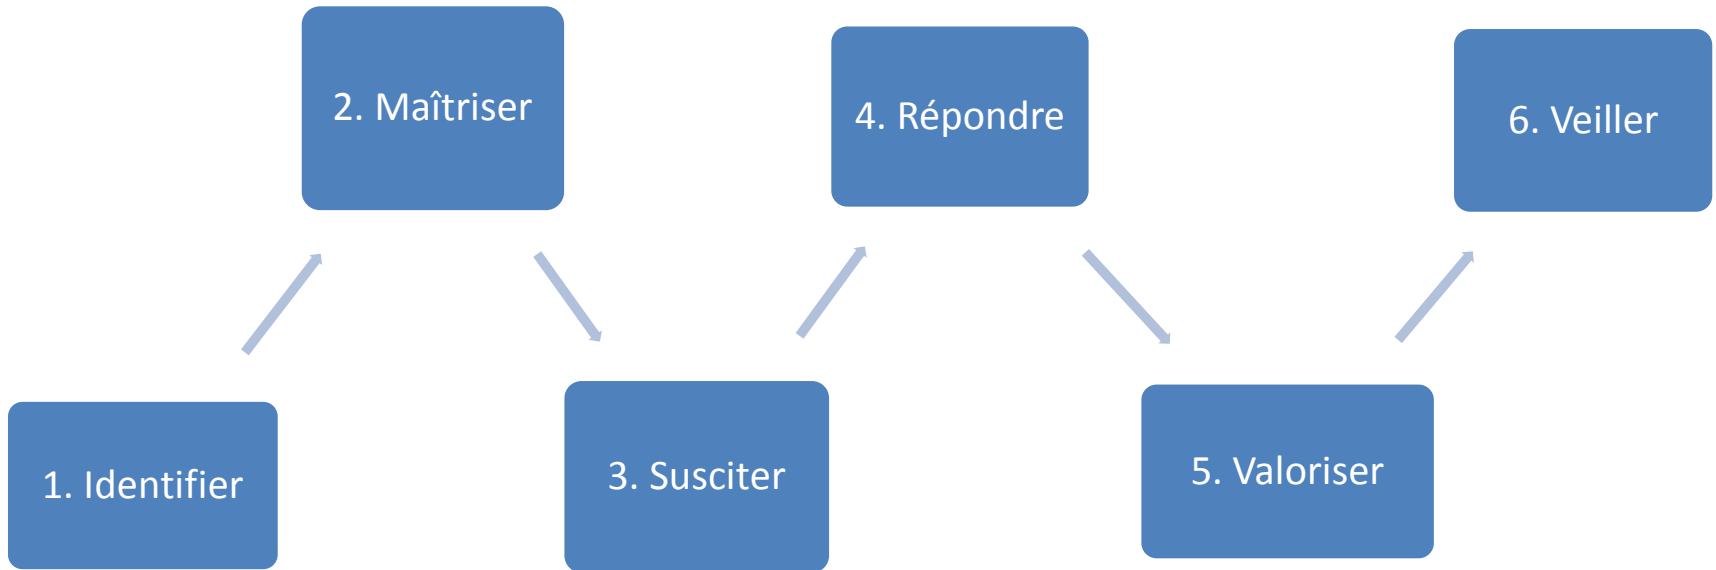 1. Identifier
2. Maîtriser
3. Susciter
4. Répondre
5. Valoriser
6. Veiller